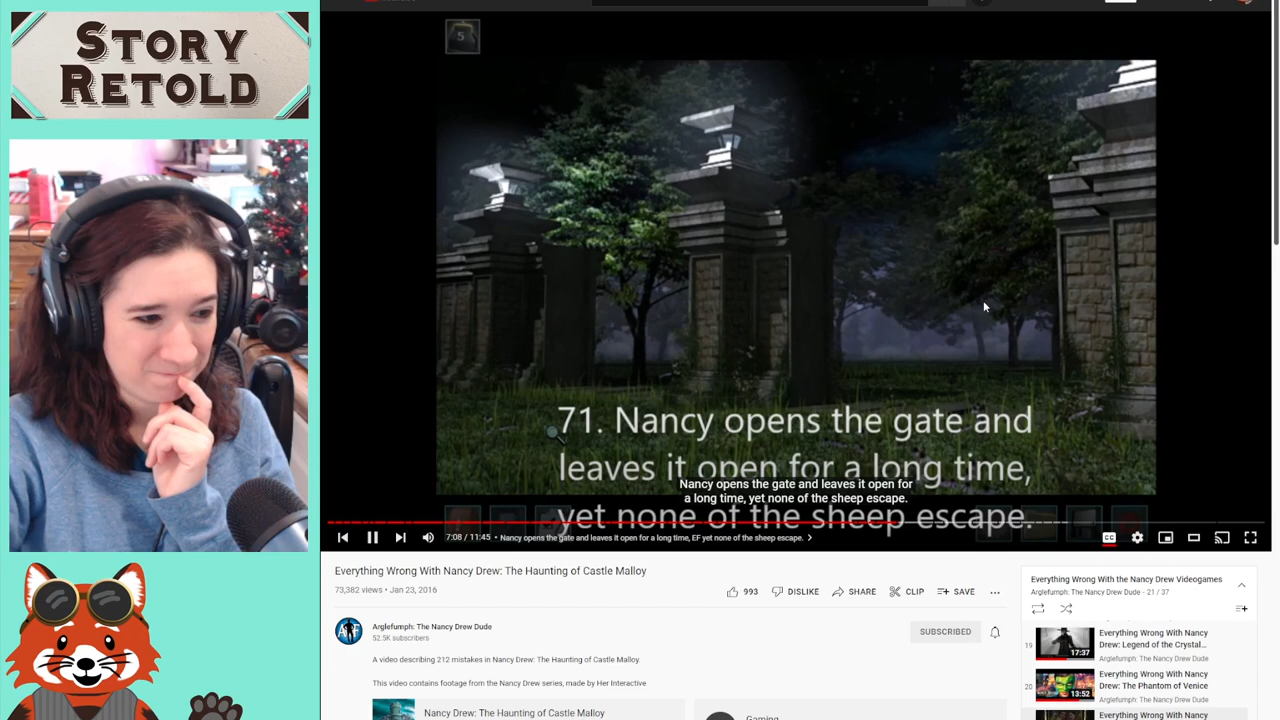 STORY
RETOLD
5
71. Nancy opens the gate and
leaves it open for a long time,
yet none of the sheep escape.
Nancy opens the gate and leaves it open for
a long time, yet none of the sheep escape.
7:08 / 11:45 • Nancy opens the gate and leaves it open for a long time, EF yet none of the sheep escape.
CC
Everything Wrong With Nancy Drew: The Haunting of Castle Malloy
73,382 views • Jan 23, 2016
993
DISLIKE
SHARE
CLIP
SAVE
Arglefumph: The Nancy Drew Dude
52.5K subscribers
SUBSCRIBED
A video describing 212 mistakes in Nancy Drew: The Haunting of Castle Malloy.
This video contains footage from the Nancy Drew series, made by Her Interactive
Nancy Drew: The Haunting of Castle Malloy
Gaming
Everything Wrong With the Nancy Drew Videogames
Arglefumph: The Nancy Drew Dude - 21 / 37
19
17:37
Everything Wrong With Nancy
Drew: Legend of the Crystal...
Arglefumph: The Nancy Drew Dude
20
13:52
Everything Wrong With Nancy
Drew: The Phantom of Venice
Arglefumph: The Nancy Drew Dude
Everything Wrong With Nancy